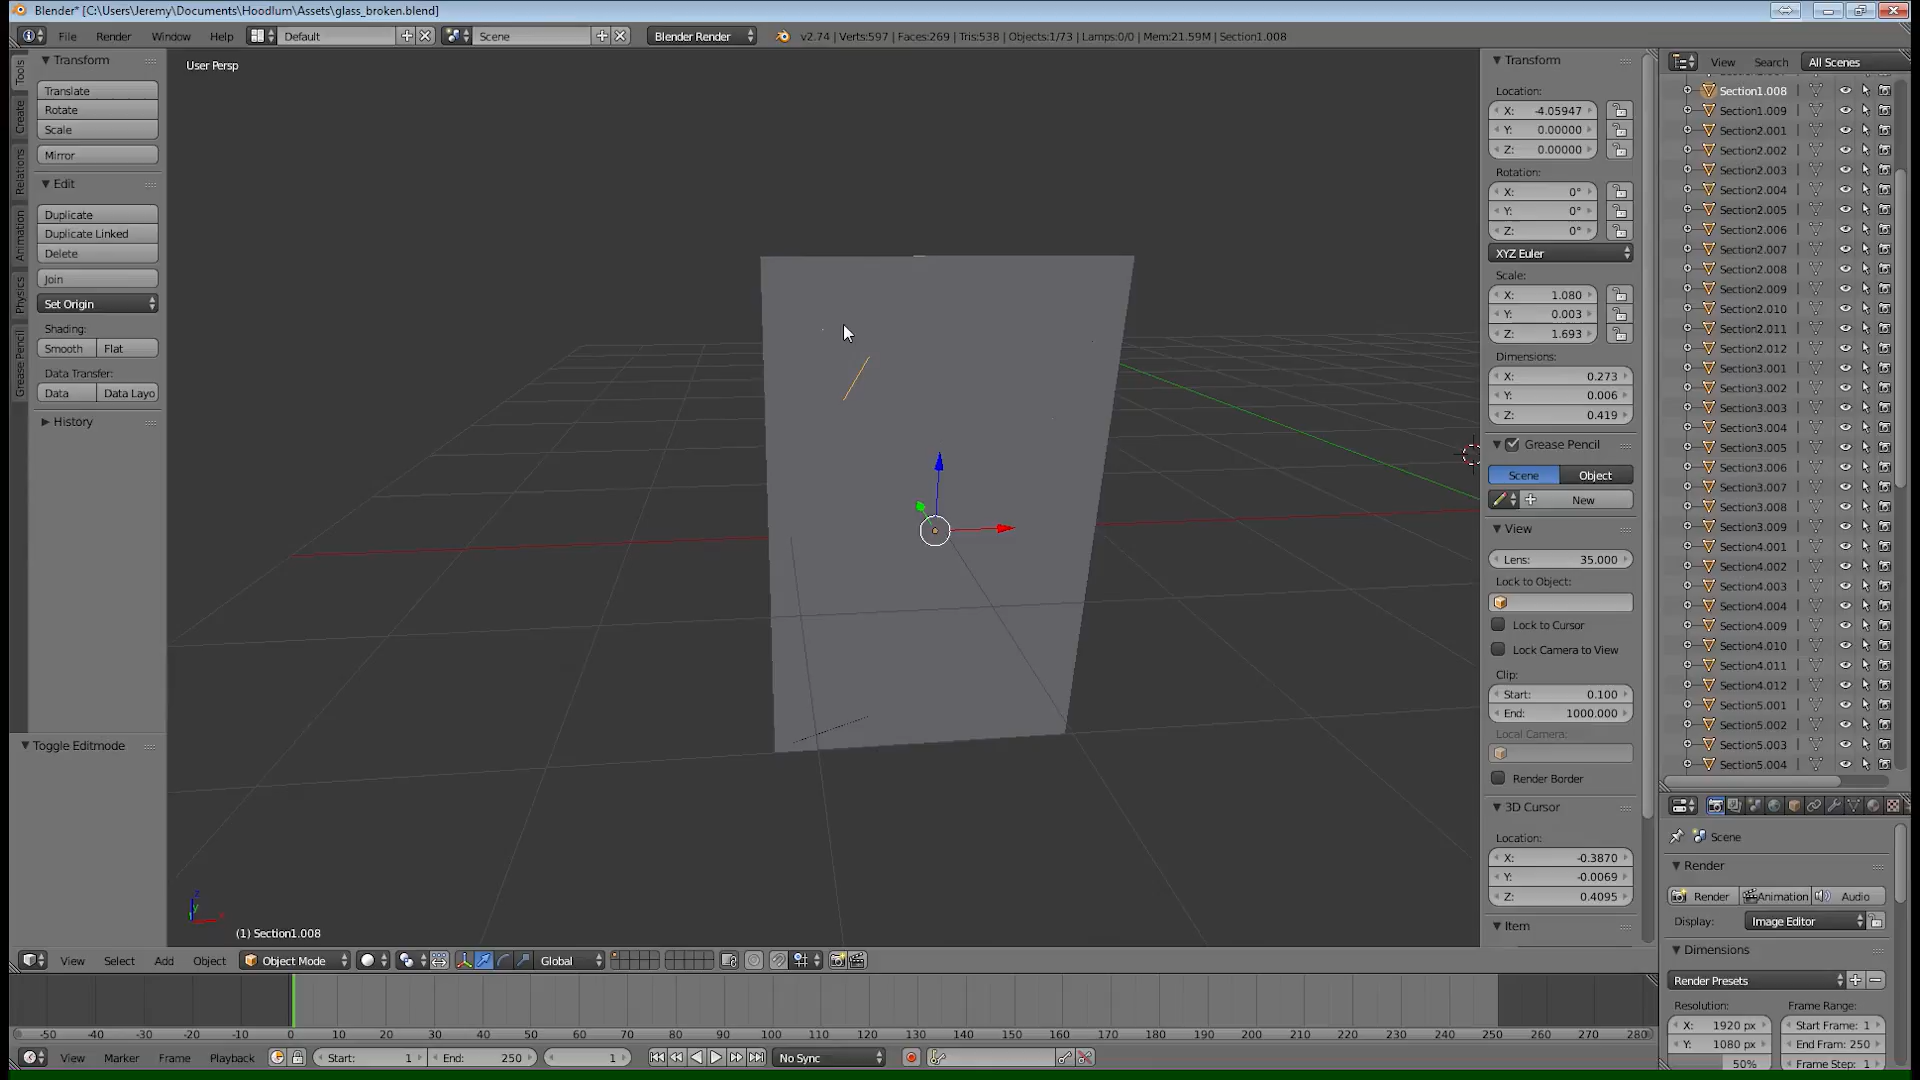 Blender* [C:\Users\Jeremy\Documents\Hoodlum\Assets\glass_broken.blend]
File Render Window Help Default Scene Blender Render v2.74 | Verts:597 | Faces:269 | Tris:538 | Objects:1/73 | Lamps:0/0 | Mem:21.59M | Section1.008
Tools
Create
Relations
Animation
Physics
Grease Pencil
Transform
Translate
Rotate
Scale
Mirror
Edit
Duplicate
Duplicate Linked
Delete
Join
Set Origin
Shading:
Smooth Flat
Data Transfer:
Data Data Layo
History
Toggle Editmode
User Persp
(1) Section1.008
Transform
Location:
X: -4.05947
Y: 0.00000
Z: 0.00000
Rotation:
X: 0°
Y: 0°
Z: 0°
XYZ Euler
Scale:
X: 1.080
Y: 0.003
Z: 1.693
Dimensions:
X: 0.273
Y: 0.006
Z: 0.419
Grease Pencil
Scene Object
New
View
Lens: 35.000
Lock to Object:
Lock to Cursor
Lock Camera to View
Clip:
Start: 0.100
End: 1000.000
Local Camera:
Render Border
3D Cursor
Location:
X: -0.3870
Y: -0.0069
Z: 0.4095
Item
View Search All Scenes
Section1.008
Section1.009
Section2.001
Section2.002
Section2.003
Section2.004
Section2.005
Section2.006
Section2.007
Section2.008
Section2.009
Section2.010
Section2.011
Section2.012
Section3.001
Section3.002
Section3.003
Section3.004
Section3.005
Section3.006
Section3.007
Section3.008
Section3.009
Section4.001
Section4.002
Section4.003
Section4.004
Section4.009
Section4.010
Section4.011
Section4.012
Section5.001
Section5.002
Section5.003
Section5.004
Scene
Render
Render Animation Audio
Display: Image Editor
Dimensions
Render Presets
Resolution: Frame Range:
X: 1920 px Start Frame: 1
Y: 1080 px End Fram: 250
50% Frame Step: 1
View Select Add Object Object Mode Global
-50 -40 -30 -20 -10 0 10 20 30 40 50 60 70 80 90 100 110 120 130 140 150 160 170 180 190 200 210 220 230 240 250 260 270 280
View Marker Frame Playback Start: 1 End: 250 1 No Sync